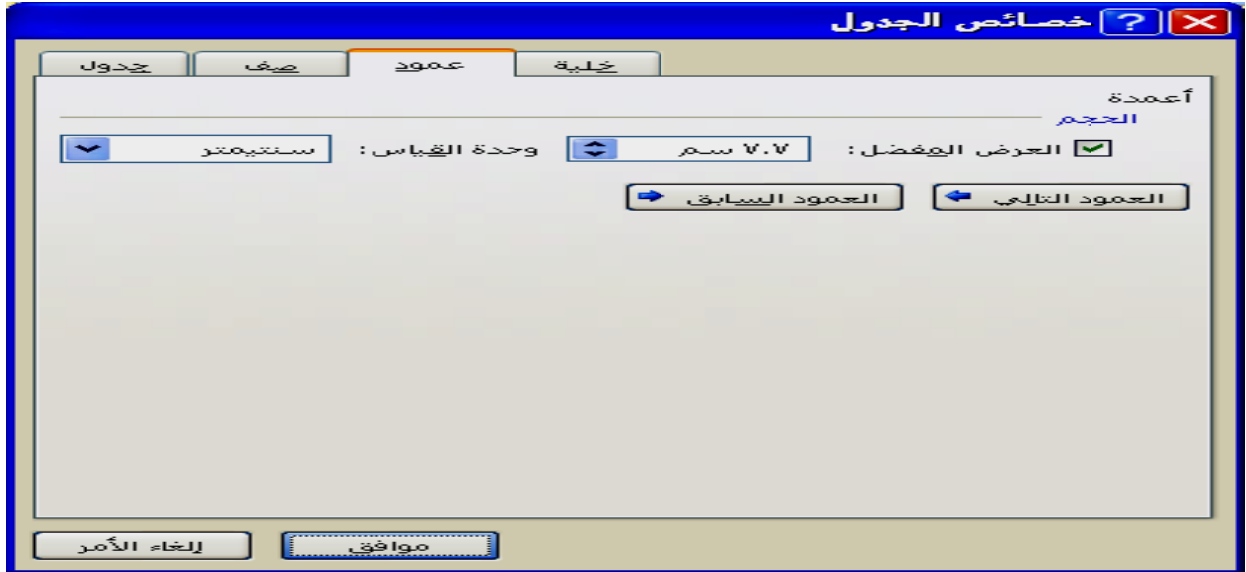 خصائص الجدول
جدول صف عمود خلية
أعمدة
الحجم
العرض المفضل: ٧.٧ سم وحدة القياس: سنتيمتر
العمود التالي العمود السابق
موافق إلغاء الأمر